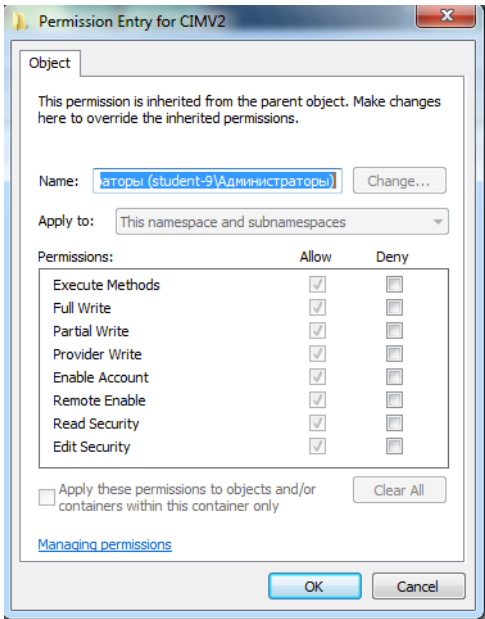 Permission Entry for CIMV2
Object
This permission is inherited from the parent object. Make changes
here to override the inherited permissions.
Name: раторы (student-9\Администраторы) Change...
Apply to: This namespace and subnamespaces
Permissions: Allow Deny
Execute Methods
Full Write
Partial Write
Provider Write
Enable Account
Remote Enable
Read Security
Edit Security
Apply these permissions to objects and/or Clear All
containers within this container only
Managing permissions
OK Cancel